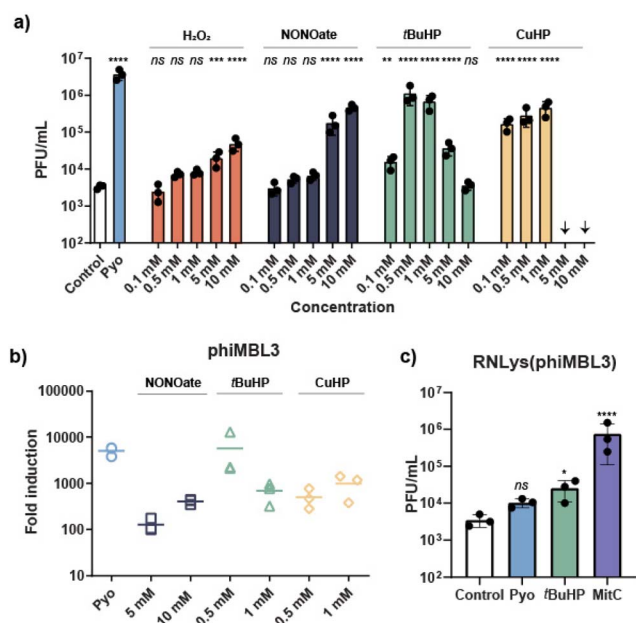 a)
H₂O₂
NONOate
tBuHP
CuHP
**** ns ns ns *** **** ns ns ns **** **** ** **** **** **** ns **** **** ****
PFU/mL
10⁷
10⁶
10⁵
10⁴
10³
10²
Control
Pyo
0.1 mM
0.5 mM
1 mM
5 mM
10 mM
0.1 mM
0.5 mM
1 mM
5 mM
10 mM
0.1 mM
0.5 mM
1 mM
5 mM
10 mM
0.1 mM
0.5 mM
1 mM
5 mM
10 mM
Concentration
b)
phiMBL3
NONOate
tBuHP
CuHP
Fold induction
100000
10000
1000
100
10
Pyo
5 mM
10 mM
0.5 mM
1 mM
0.5 mM
1 mM
c)
RNLys(phiMBL3)
PFU/mL
10⁷
10⁶
10⁵
10⁴
10³
10²
ns
*
****
Control Pyo tBuHP MitC